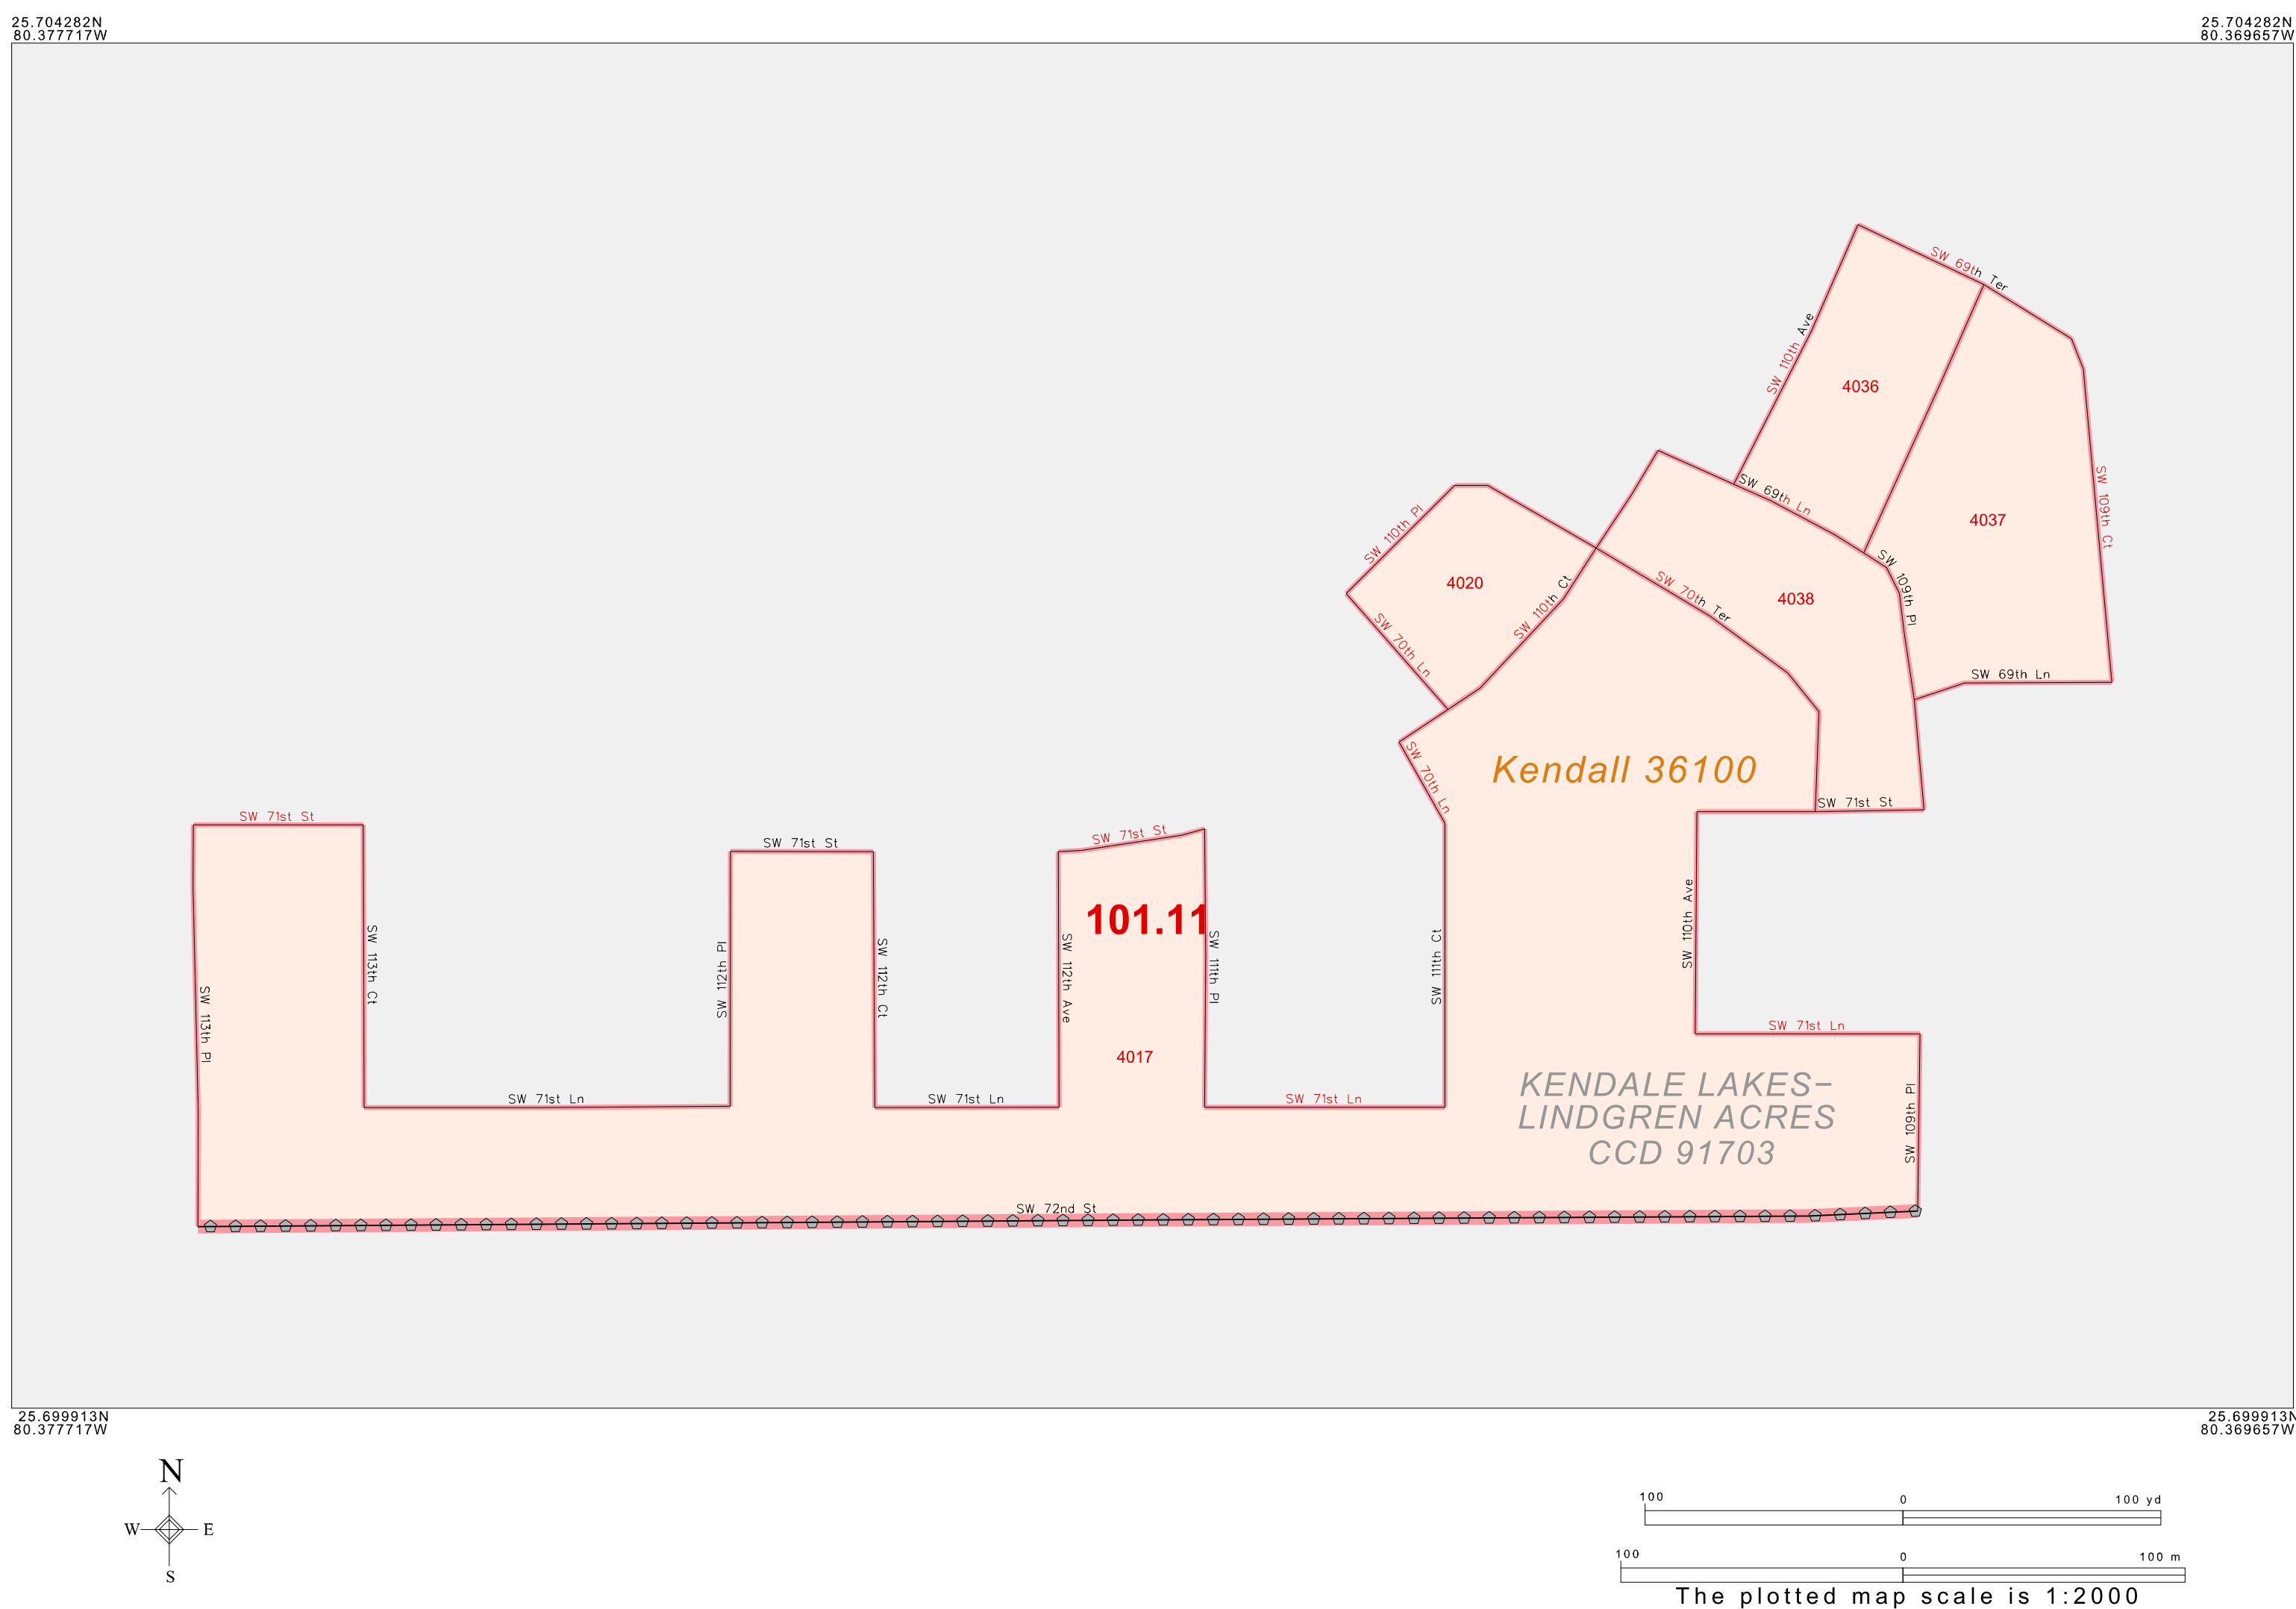 25.704282N
80.377717W
25.704282N
80.369657W
SW 69th Ter
SW 110th Ave
4036
SW 69th Ln
4037
SW 109th Ct
SW 110th Pl
4020
SW 110th Ct
SW 70th Ter
4038
SW 109th Pl
SW 70th Ln
SW 69th Ln
SW 70th Ln
Kendall 36100
SW 71st St
SW 71st St
SW 71st St
SW 71st St
101.11
SW 113th Pl
SW 113th Ct
SW 112th Pl
SW 112th Ct
SW 112th Ave
SW 111th Pl
SW 111th Ct
SW 110th Ave
SW 71st Ln
4017
SW 71st Ln
SW 71st Ln
SW 71st Ln
KENDALE LAKES-
LINDGREN ACRES
CCD 91703
SW 109th Pl
SW 72nd St
25.699913N
80.377717W
25.699913N
80.369657W
N
W
E
S
100 0 100 yd
100 0 100 m
The plotted map scale is 1:2000